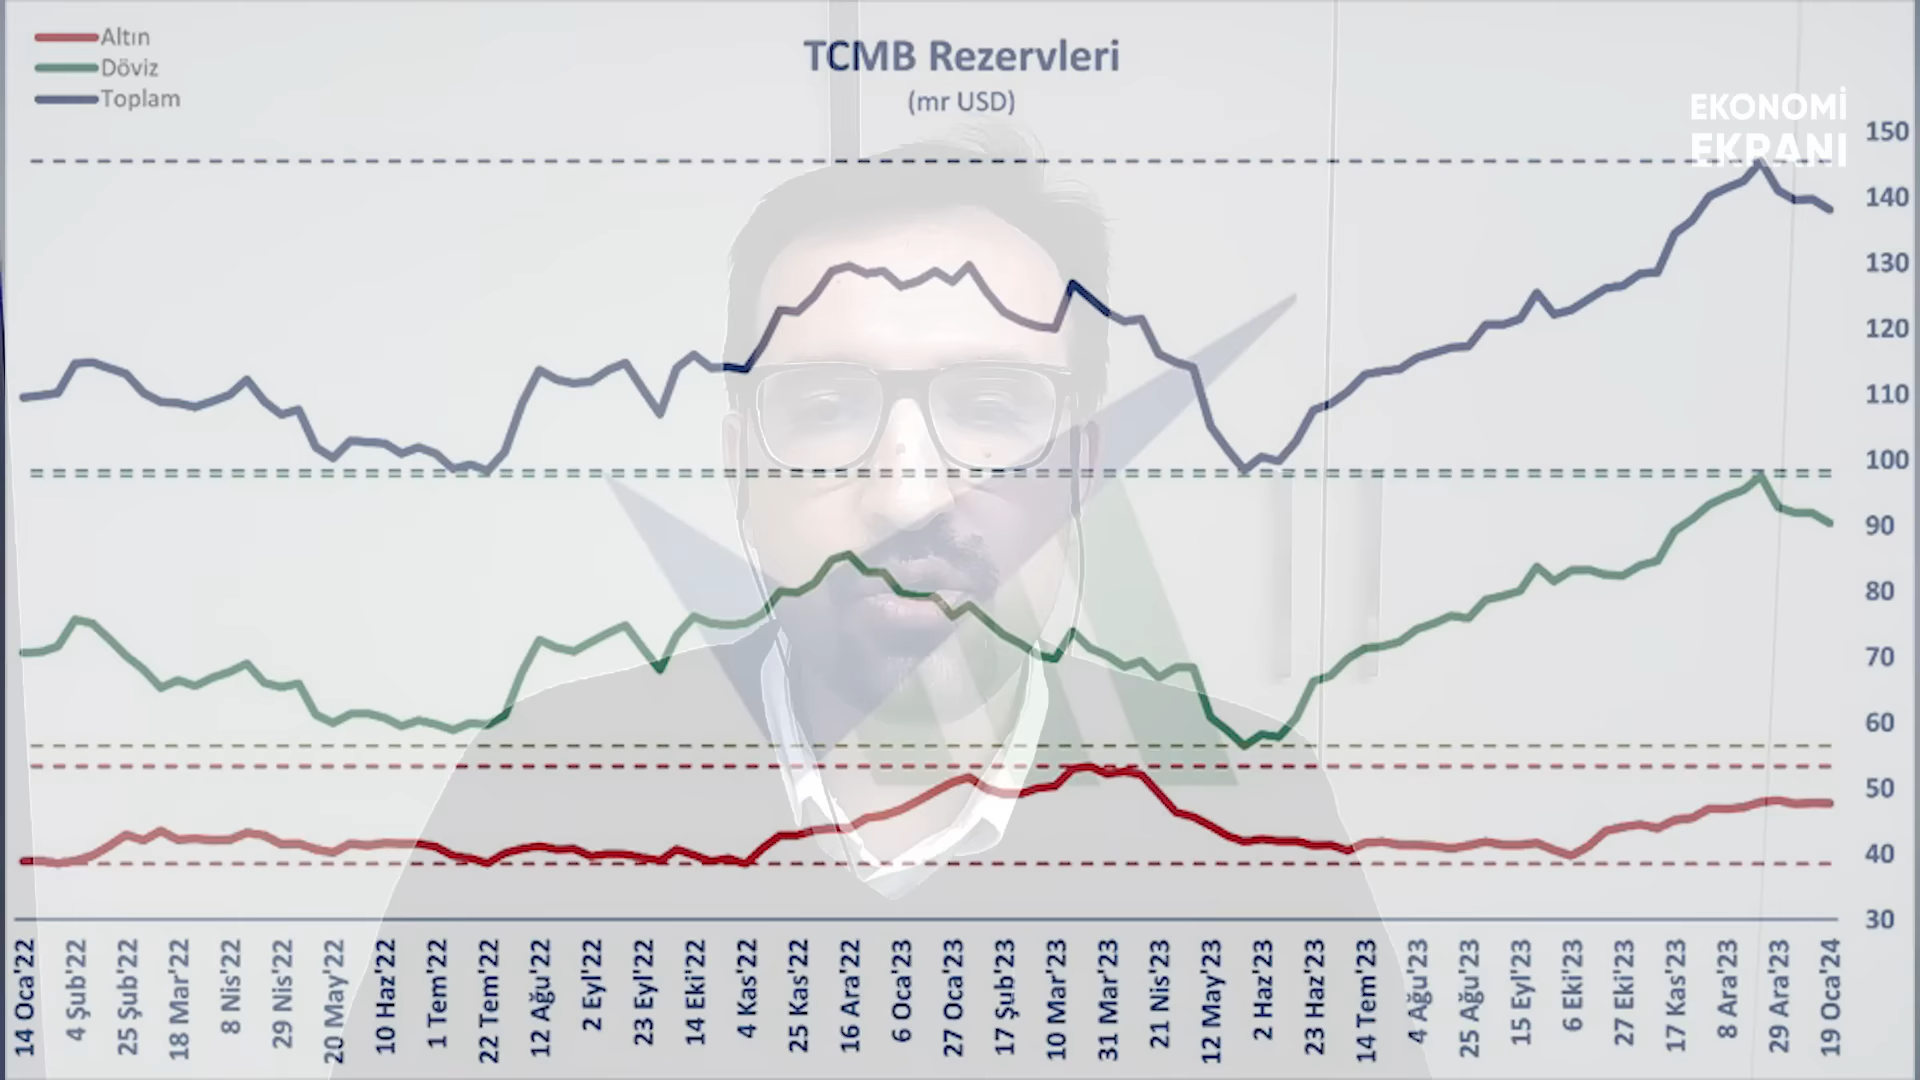 Altın
Döviz
Toplam
TCMB Rezervleri
(mr USD)
EKONOMİ
EKRANI
150
140
130
120
110
100
90
80
70
60
50
40
30
14 Oca'22
4 Şub'22
25 Şub'22
18 Mar'22
8 Nis'22
29 Nis'22
20 May'22
10 Haz'22
1 Tem'22
22 Tem'22
12 Ağu'22
2 Eyl'22
23 Eyl'22
14 Eki'22
4 Kas'22
25 Kas'22
16 Ara'22
6 Oca'23
27 Oca'23
17 Şub'23
10 Mar'23
31 Mar'23
21 Nis'23
12 May'23
2 Haz'23
23 Haz'23
14 Tem'23
4 Ağu'23
25 Ağu'23
15 Eyl'23
6 Eki'23
27 Eki'23
17 Kas'23
8 Ara'23
29 Ara'23
19 Oca'24